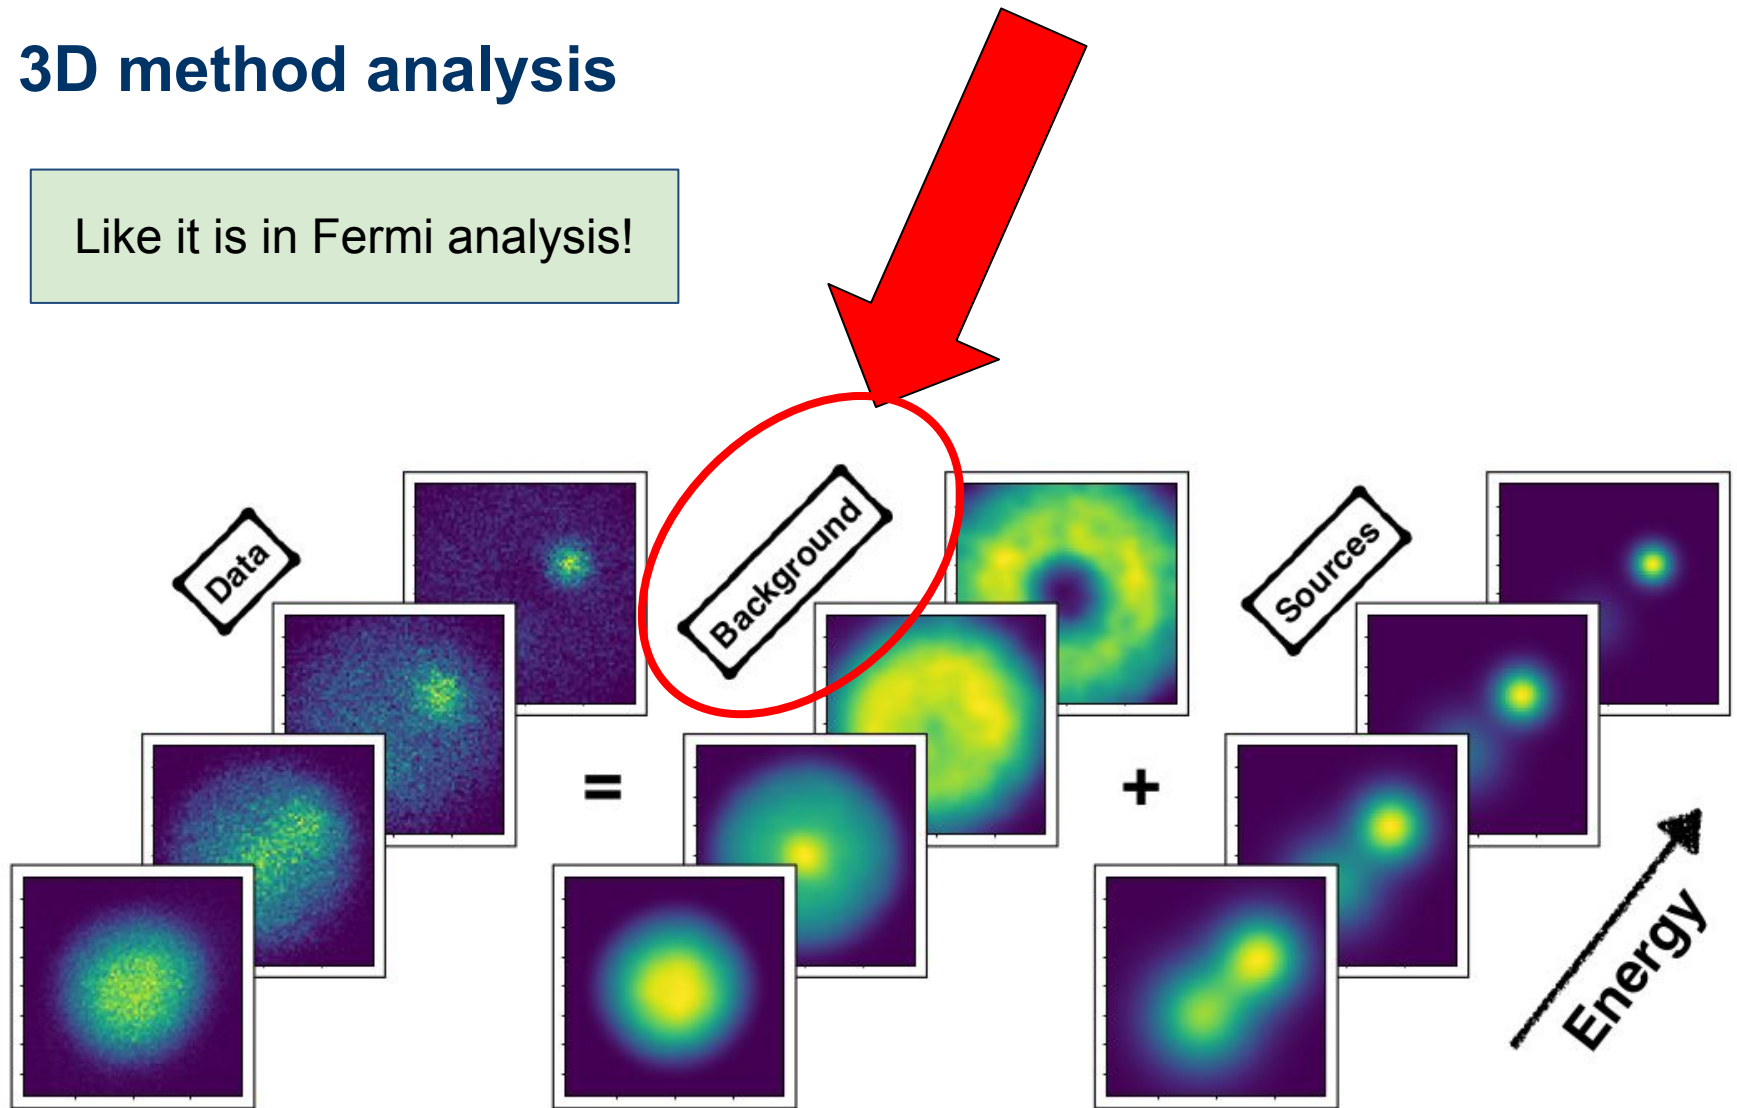 3D method analysis
Like it is in Fermi analysis!
Data
Background
Sources
=
+
Energy